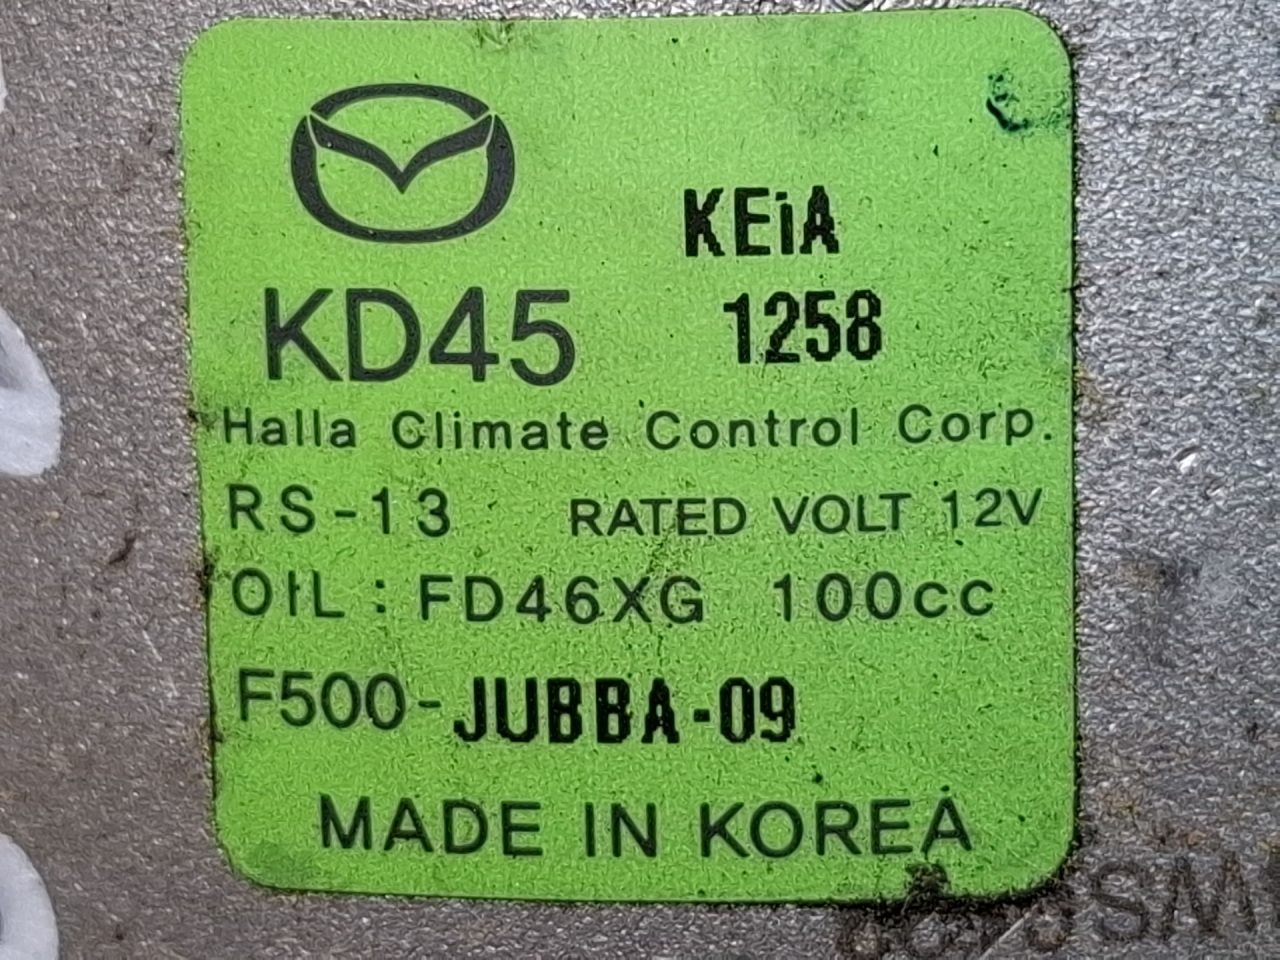 KEiA
KD45 1258
Halla Climate Control Corp.
RS-13 RATED VOLT 12V
OIL: FD46XG 100cc
F500-JUBBA-09
MADE IN KOREA